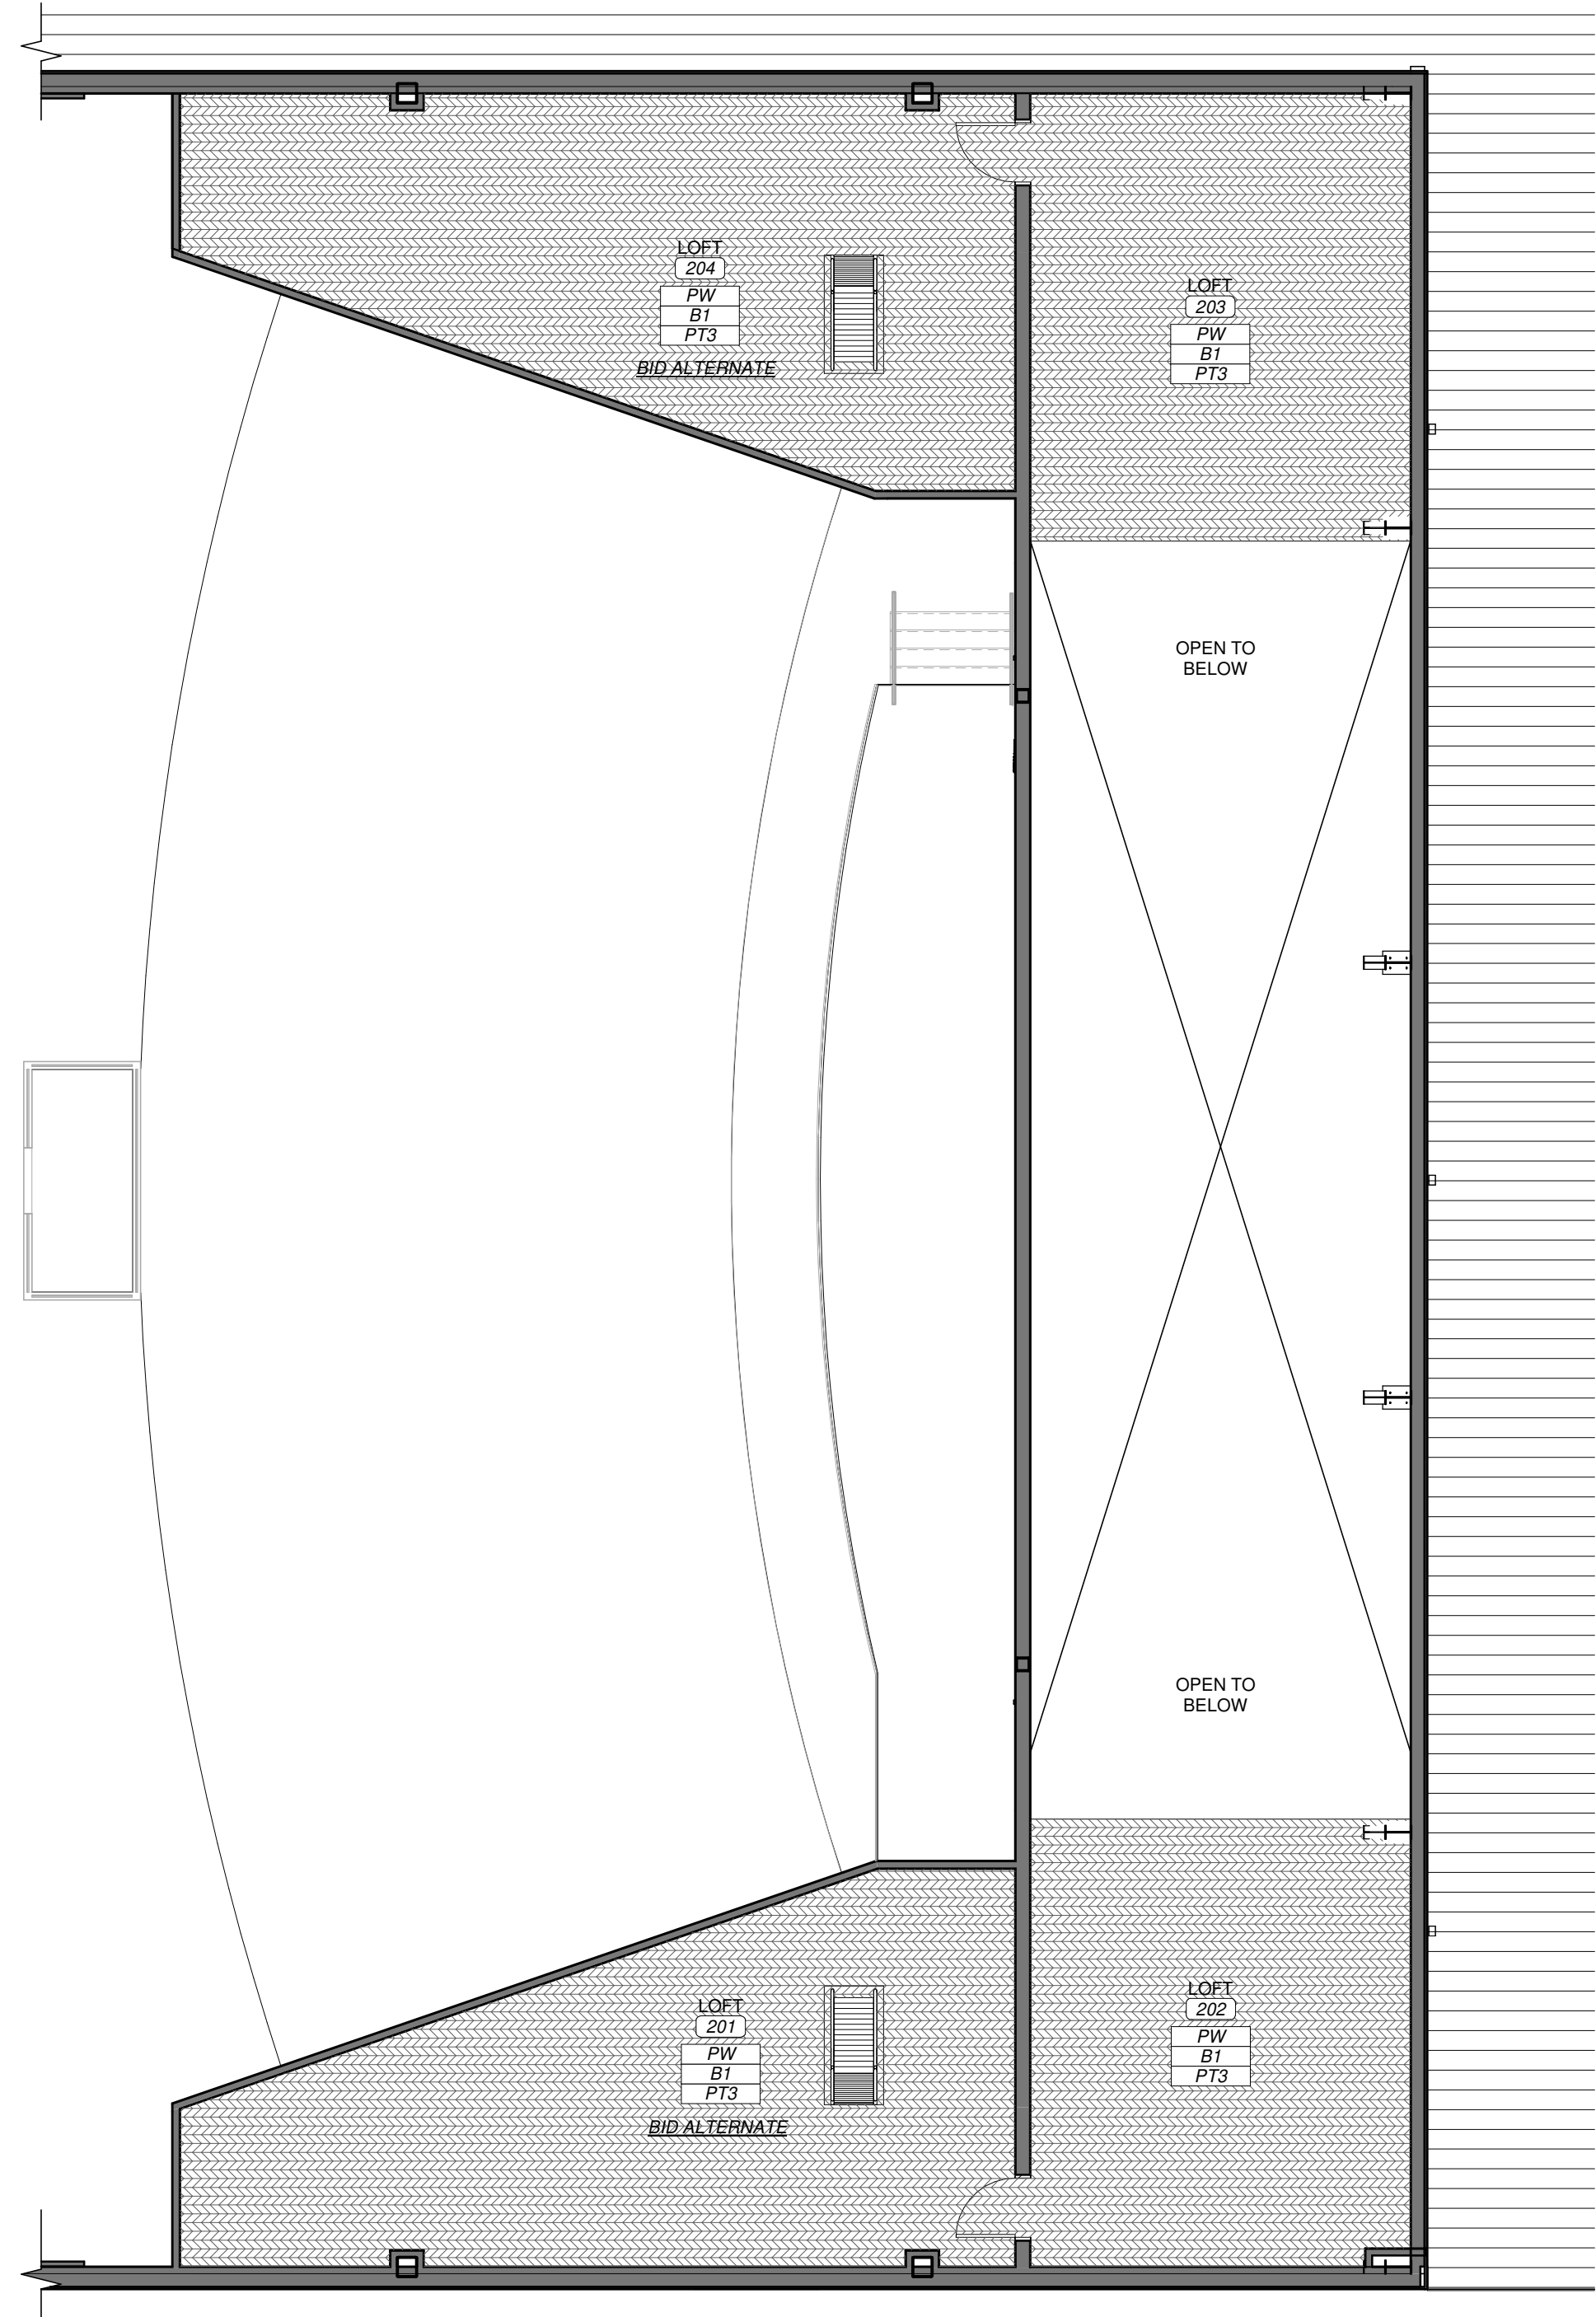 LOFT
204
PW
B1
PT3
BID ALTERNATE
LOFT
203
PW
B1
PT3
OPEN TO
BELOW
OPEN TO
BELOW
LOFT
201
PW
B1
PT3
BID ALTERNATE
LOFT
202
PW
B1
PT3